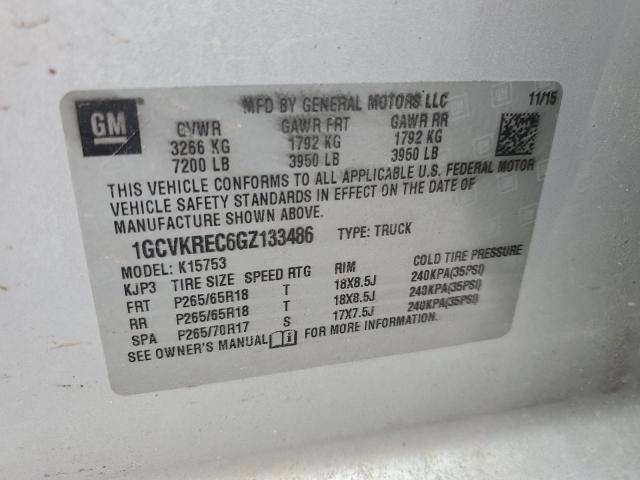 GM
MFD BY GENERAL MOTORS LLC 11/15
GVWR GAWR FRT GAWR RR
3266 KG 1792 KG 1792 KG
7200 LB 3950 LB 3950 LB
THIS VEHICLE CONFORMS TO ALL APPLICABLE U.S. FEDERAL MOTOR
VEHICLE SAFETY STANDARDS IN EFFECT ON THE DATE OF
MANUFACTURE SHOWN ABOVE.
1GCVKREC6GZ133486 TYPE: TRUCK
MODEL: K15753
KJP3 TIRE SIZE SPEED RTG RIM COLD TIRE PRESSURE
FRT P265/65R18 T 18X8.5J 240KPA(35PSI)
RR P265/65R18 T 18X8.5J 240KPA(35PSI)
SPA P265/70R17 S 17X7.5J 240KPA(35PSI)
SEE OWNER'S MANUAL FOR MORE INFORMATION.